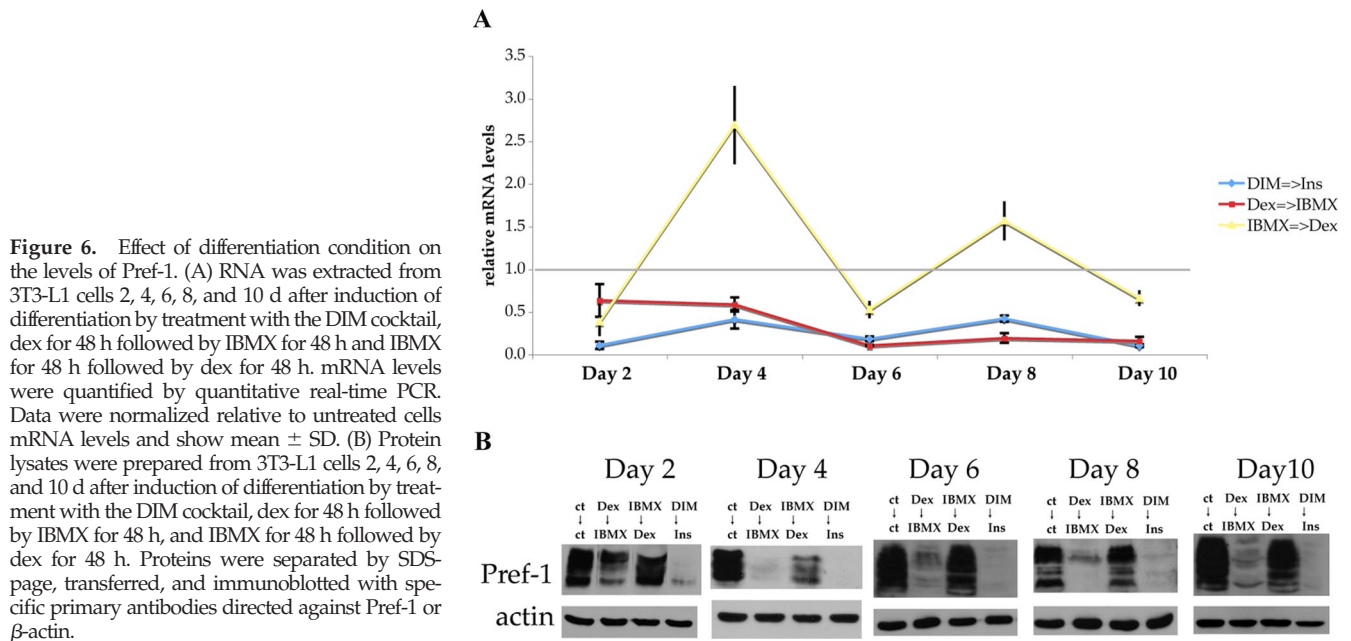 Figure 6. Effect of differentiation condition on
the levels of Pref-1. (A) RNA was extracted from
3T3-L1 cells 2, 4, 6, 8, and 10 d after induction of
differentiation by treatment with the DIM cocktail,
dex for 48 h followed by IBMX for 48 h and IBMX
for 48 h followed by dex for 48 h. mRNA levels
were quantified by quantitative real-time PCR.
Data were normalized relative to untreated cells
mRNA levels and show mean ± SD. (B) Protein
lysates were prepared from 3T3-L1 cells 2, 4, 6, 8,
and 10 d after induction of differentiation by treat-
ment with the DIM cocktail, dex for 48 h followed
by IBMX for 48 h, and IBMX for 48 h followed by
dex for 48 h. Proteins were separated by SDS-
page, transferred, and immunoblotted with spe-
cific primary antibodies directed against Pref-1 or
β-actin.
A
3.5
3.0
2.5
2.0
1.5
1.0
0.5
0.0
relative mRNA levels
Day 2 Day 4 Day 6 Day 8 Day 10
DIM=>Ins
Dex=>IBMX
IBMX=>Dex
B
Day 2 Day 4 Day 6 Day 8 Day10
ct Dex IBMX DIM ct Dex IBMX DIM ct Dex IBMX DIM ct Dex IBMX DIM ct Dex IBMX DIM
↓ ↓ ↓ ↓ ↓ ↓ ↓ ↓ ↓ ↓ ↓ ↓ ↓ ↓ ↓ ↓ ↓ ↓ ↓ ↓
ct IBMX Dex Ins ct IBMX Dex Ins ct IBMX Dex Ins ct IBMX Dex Ins ct IBMX Dex Ins
Pref-1
actin